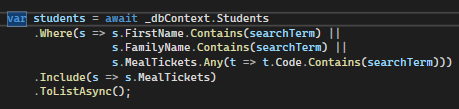 var students = await _dbContext.Students
.Where(s => s.FirstName.Contains(searchTerm) ||
s.FamilyName.Contains(searchTerm) ||
s.MealTickets.Any(t => t.Code.Contains(searchTerm)))
.Include(s => s.MealTickets)
.ToListAsync();